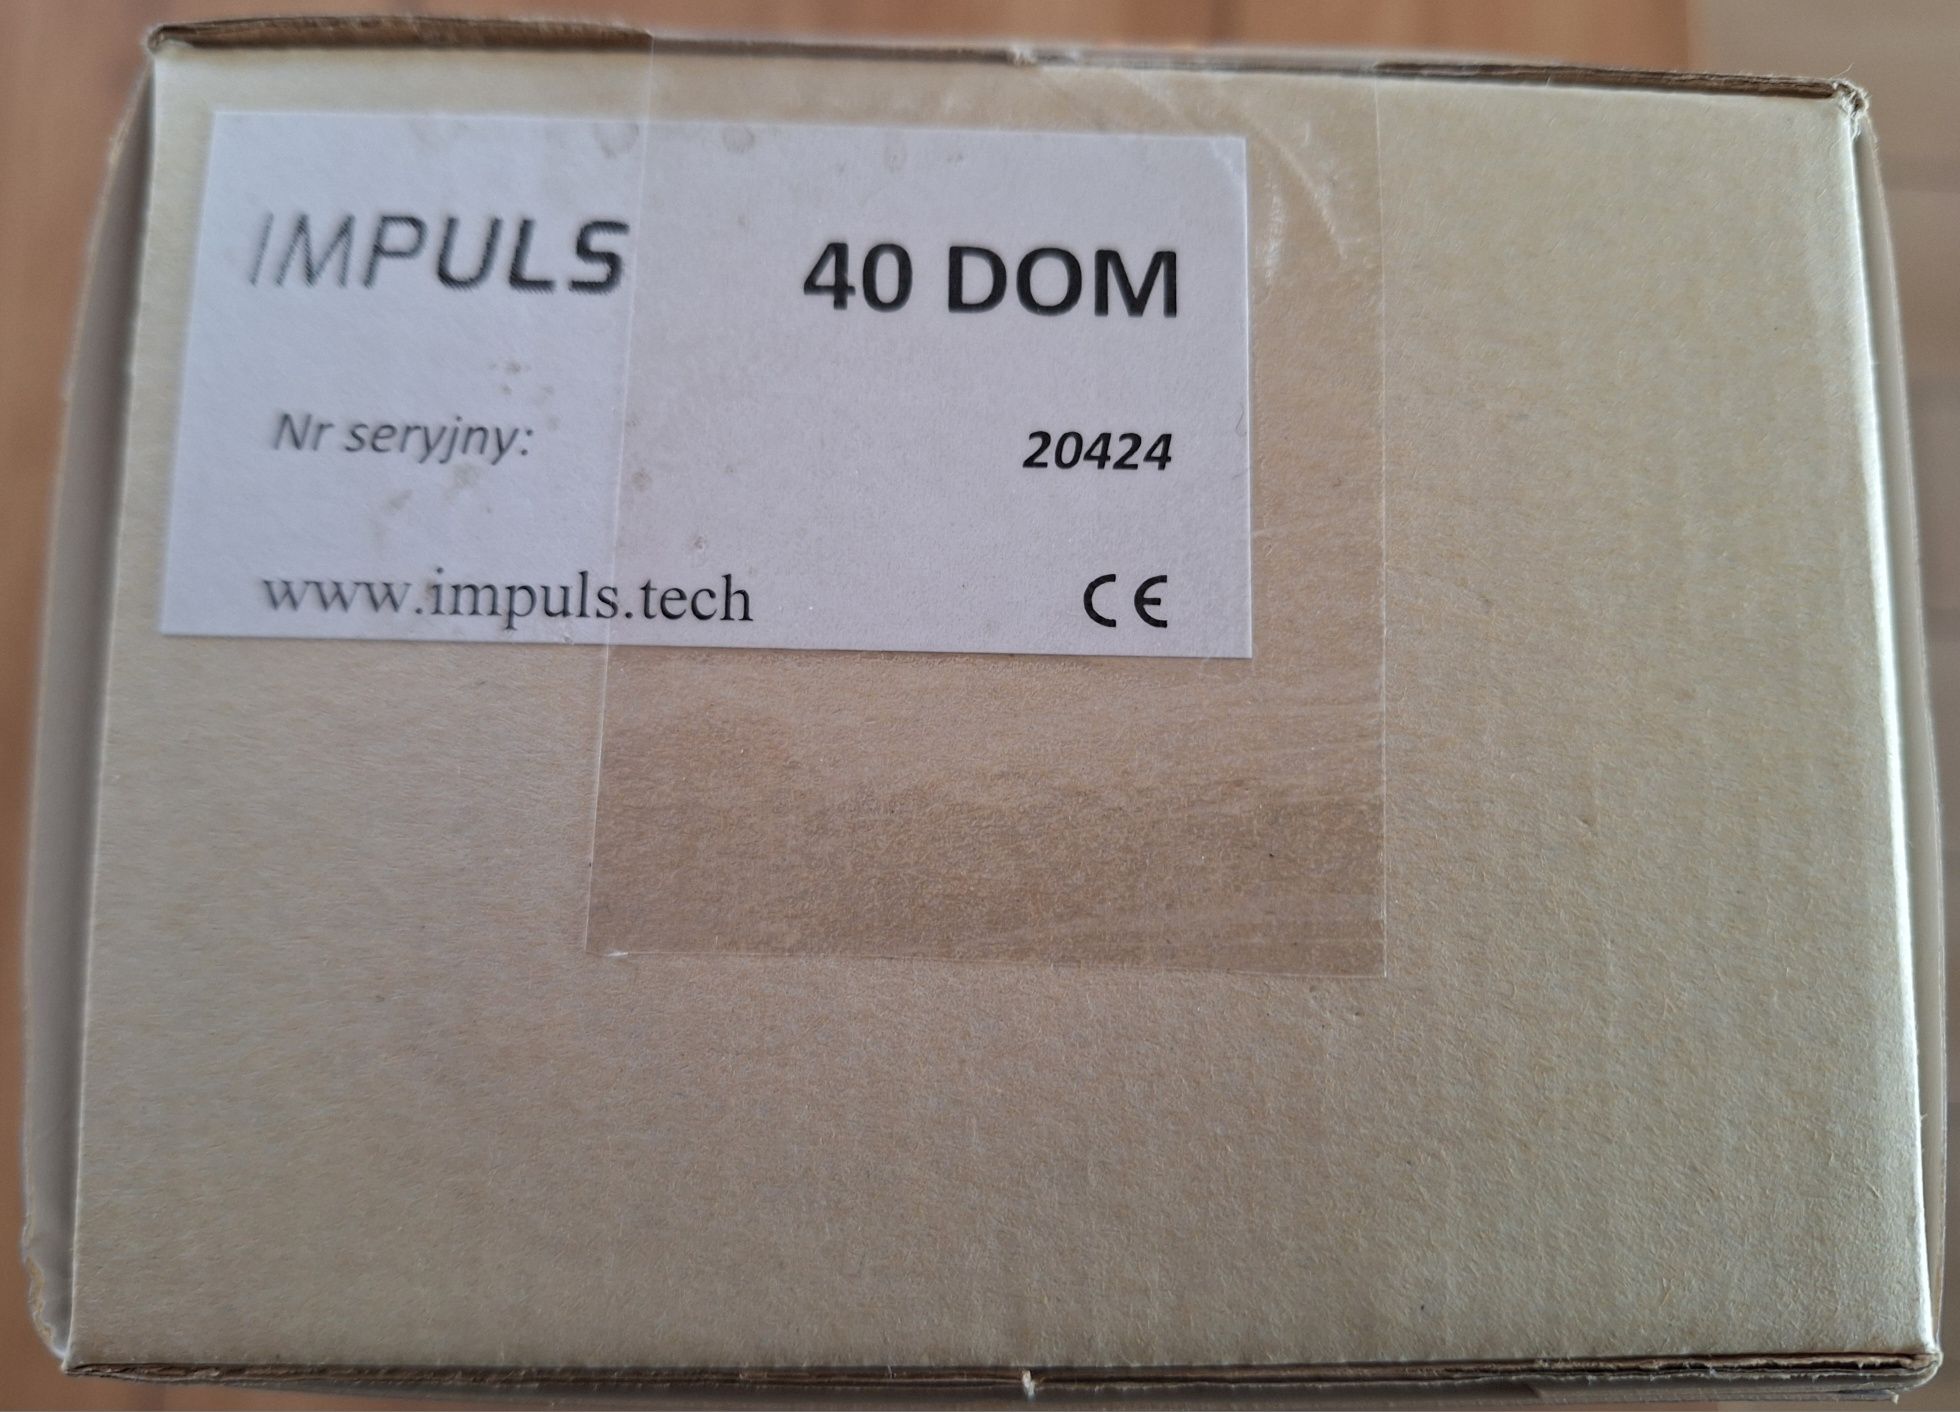 IMPULS 40 DOM
Nr seryjny: 20424
www.impuls.tech CE